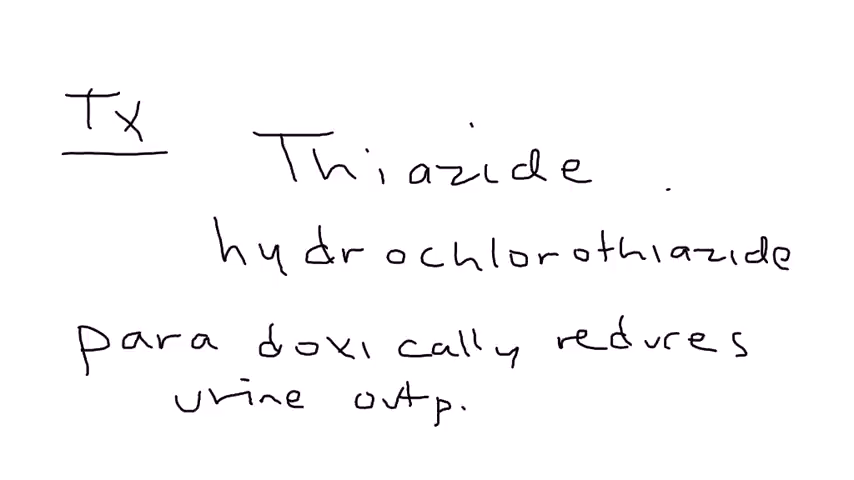 Tx
Thiazide
hydrochlorothiazide
paradoxically reduces
urine outp.